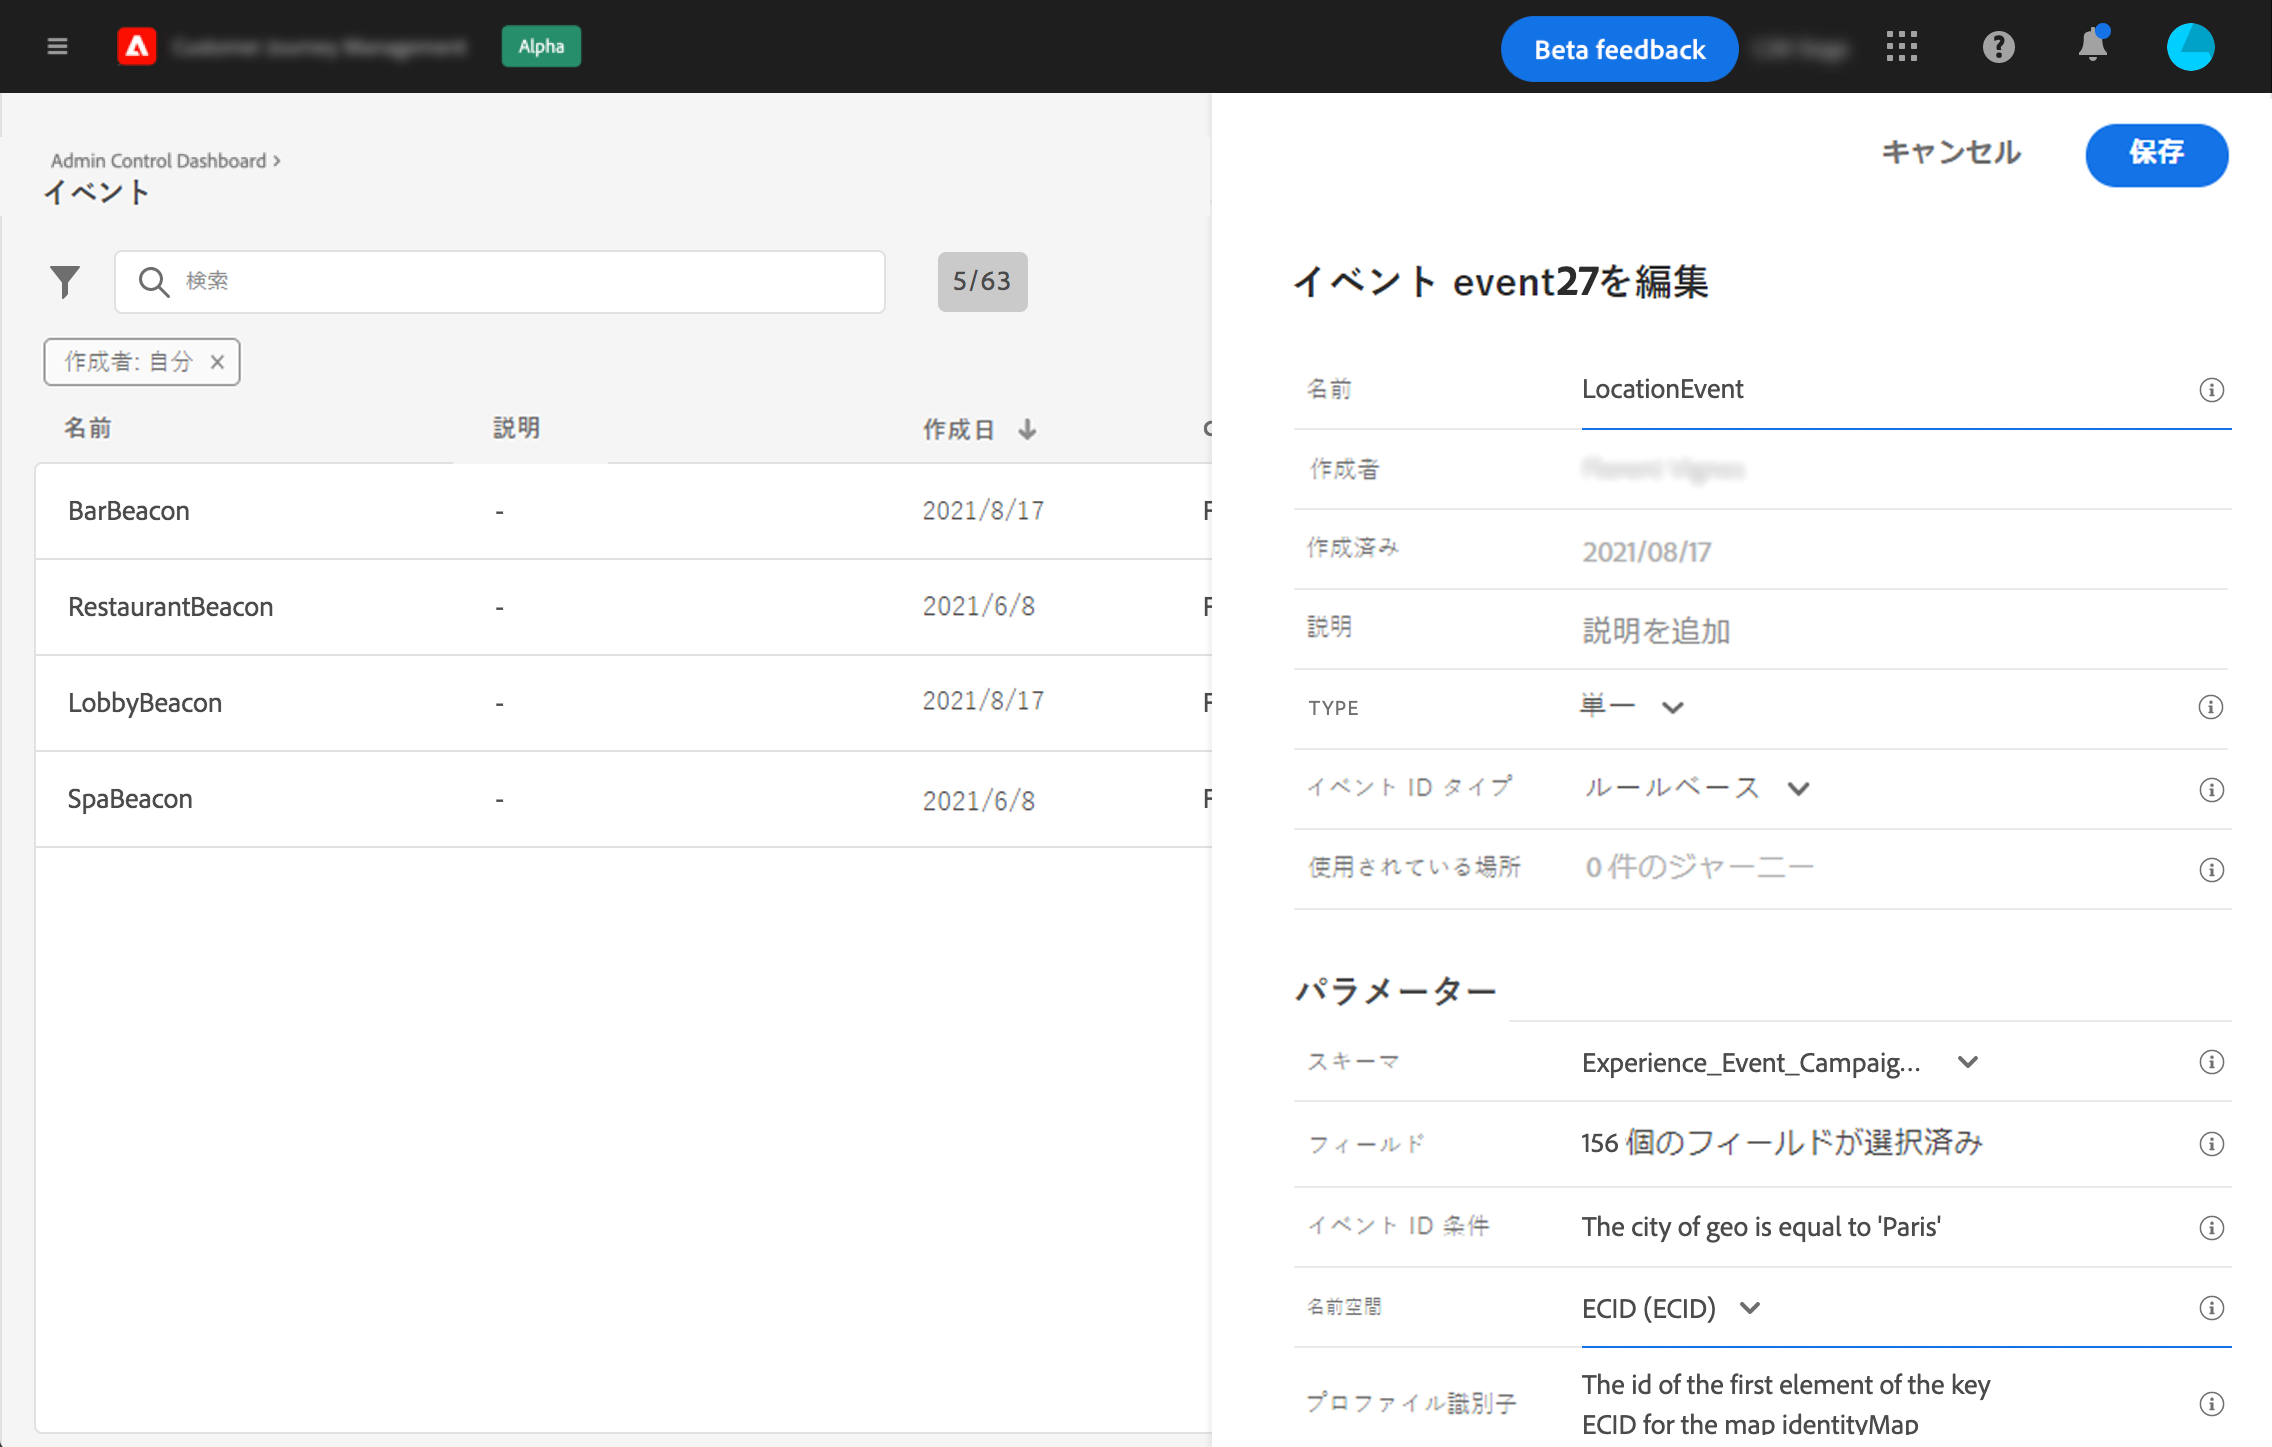 Alpha
Beta feedback
Admin Control Dashboard >
イベント
検索
5/63
作成者: 自分 ×
名前 説明 作成日
BarBeacon - 2021/8/17 F
RestaurantBeacon - 2021/6/8 F
LobbyBeacon - 2021/8/17 F
SpaBeacon - 2021/6/8 F
キャンセル 保存
イベント event27を編集
名前 LocationEvent
作成者
作成済み 2021/08/17
説明 説明を追加
TYPE 単一
イベント ID タイプ ルールベース
使用されている場所 0 件のジャーニー
パラメーター
スキーマ Experience_Event_Campaig...
フィールド 156 個のフィールドが選択済み
イベント ID 条件 The city of geo is equal to 'Paris'
名前空間 ECID (ECID)
プロファイル識別子 The id of the first element of the key
ECID for the map identityMap